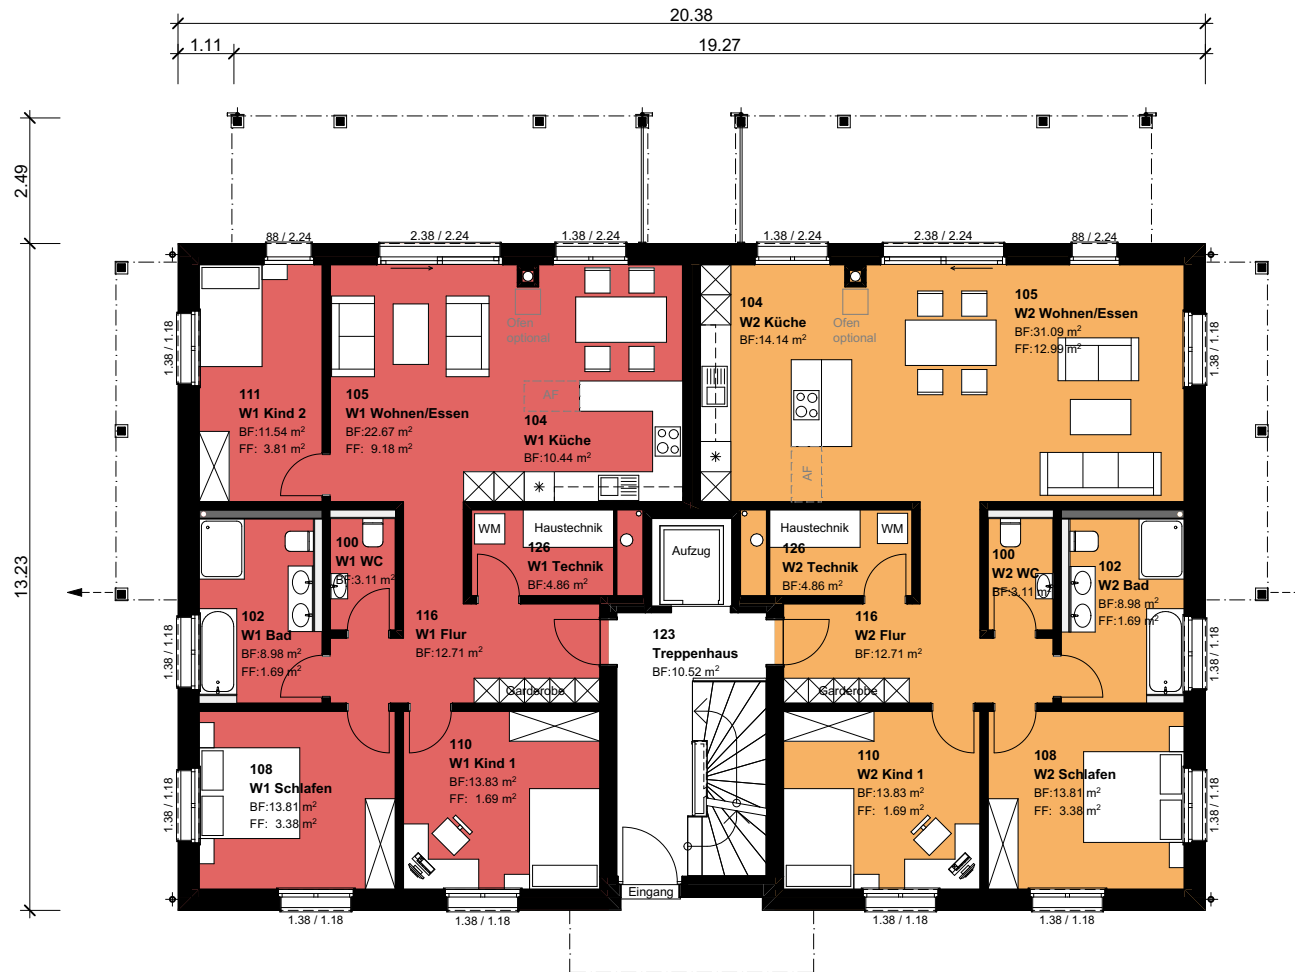 20.38
1.11
19.27
2.49
13.23
88 / 2.24
2.38 / 2.24
1.38 / 2.24
1.38 / 2.24
2.38 / 2.24
88 / 2.24
1.38 / 1.18
1.38 / 1.18
Ofen
optional
Ofen
optional
104
W2 Küche
BF:14.14 m²
105
W2 Wohnen/Essen
BF:31.09 m²
FF: 12.99 m²
111
W1 Kind 2
BF:11.54 m²
FF: 3.81 m²
105
W1 Wohnen/Essen
BF:22.67 m²
FF: 9.18 m²
AF
104
W1 Küche
BF:10.44 m²
AF
100
W1 WC
BF:3.11 m²
WM
Haustechnik
126
W1 Technik
BF:4.86 m²
Aufzug
Haustechnik
WM
126
W2 Technik
BF:4.86 m²
100
W2 WC
BF:3.11 m²
102
W2 Bad
BF:8.98 m²
FF:1.69 m²
102
W1 Bad
BF:8.98 m²
FF:1.69 m²
116
W1 Flur
BF:12.71 m²
123
Treppenhaus
BF:10.52 m²
116
W2 Flur
BF:12.71 m²
1.38 / 1.18
1.38 / 1.18
Garderobe
Garderobe
108
W1 Schlafen
BF:13.81 m²
FF: 3.38 m²
110
W1 Kind 1
BF:13.83 m²
FF: 1.69 m²
110
W2 Kind 1
BF:13.83 m²
FF: 1.69 m²
108
W2 Schlafen
BF:13.81 m²
FF: 3.38 m²
1.38 / 1.18
1.38 / 1.18
Eingang
1.38 / 1.18
1.38 / 1.18
1.38 / 1.18
1.38 / 1.18